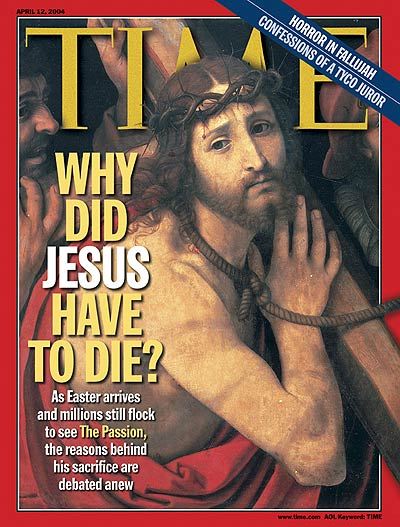 APRIL 12, 2004
HORROR IN FALLUJAH
CONFESSIONS OF A TYCO JUROR
TIME
WHY
DID
JESUS
HAVE
TO DIE?
As Easter arrives
and millions still flock
to see The Passion,
the reasons behind
his sacrifice are
debated anew
www.time.com AOL Keyword: TIME